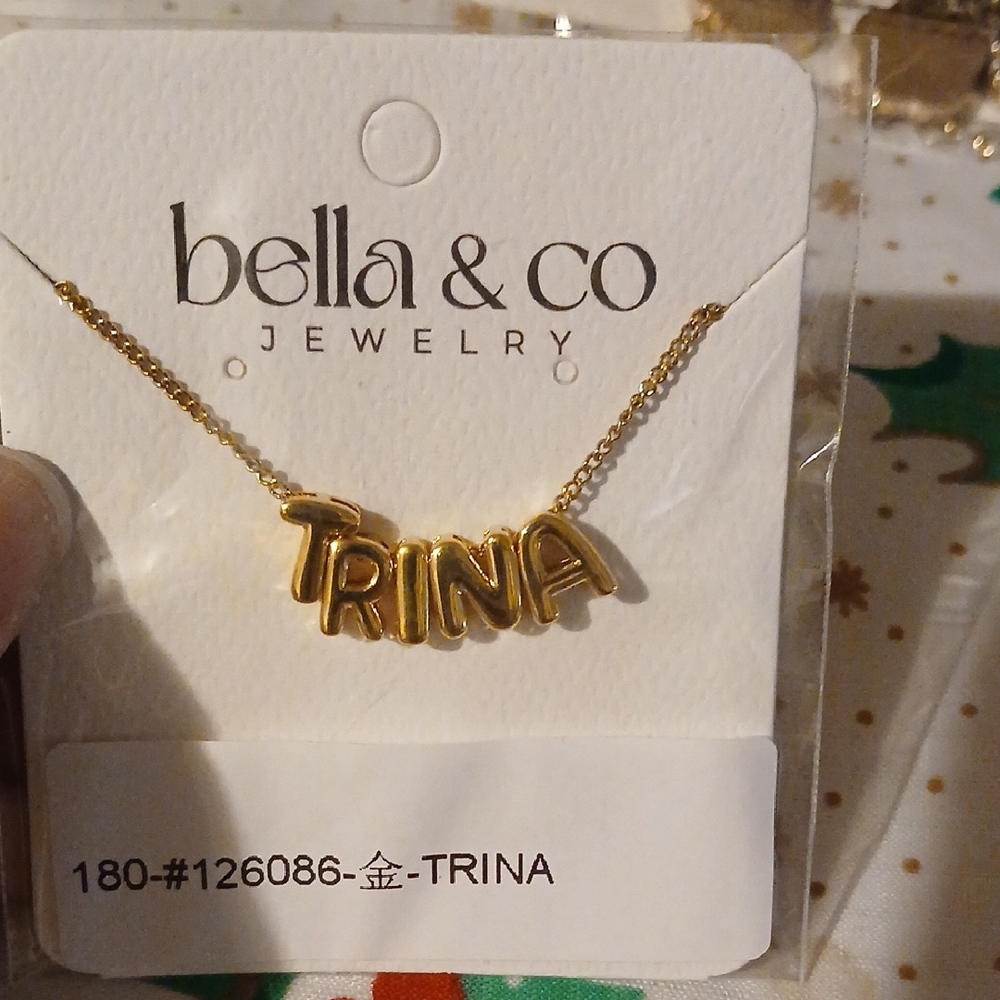 bella & co
JEWELRY
TRINA
180-#126086-金-TRINA